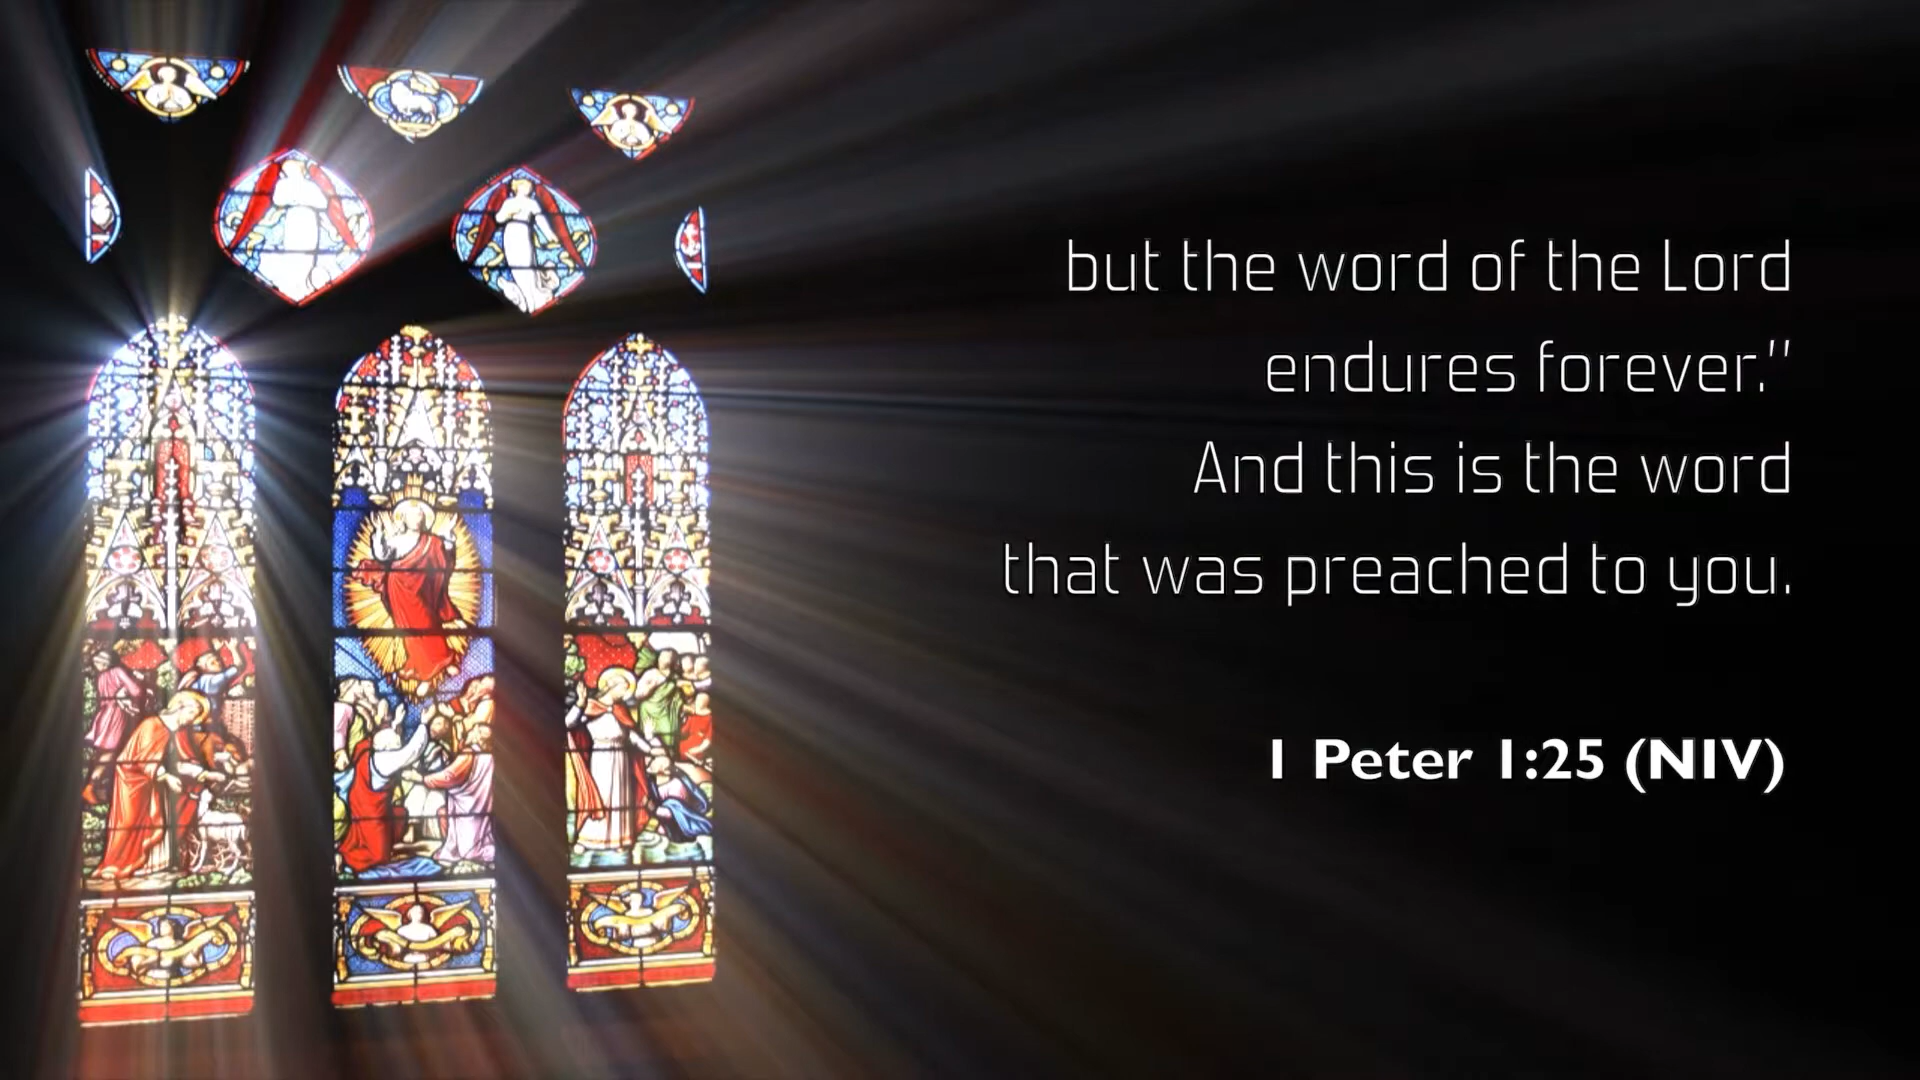 but the word of the Lord
endures forever.”
And this is the word
that was preached to you.
1 Peter 1:25 (NIV)